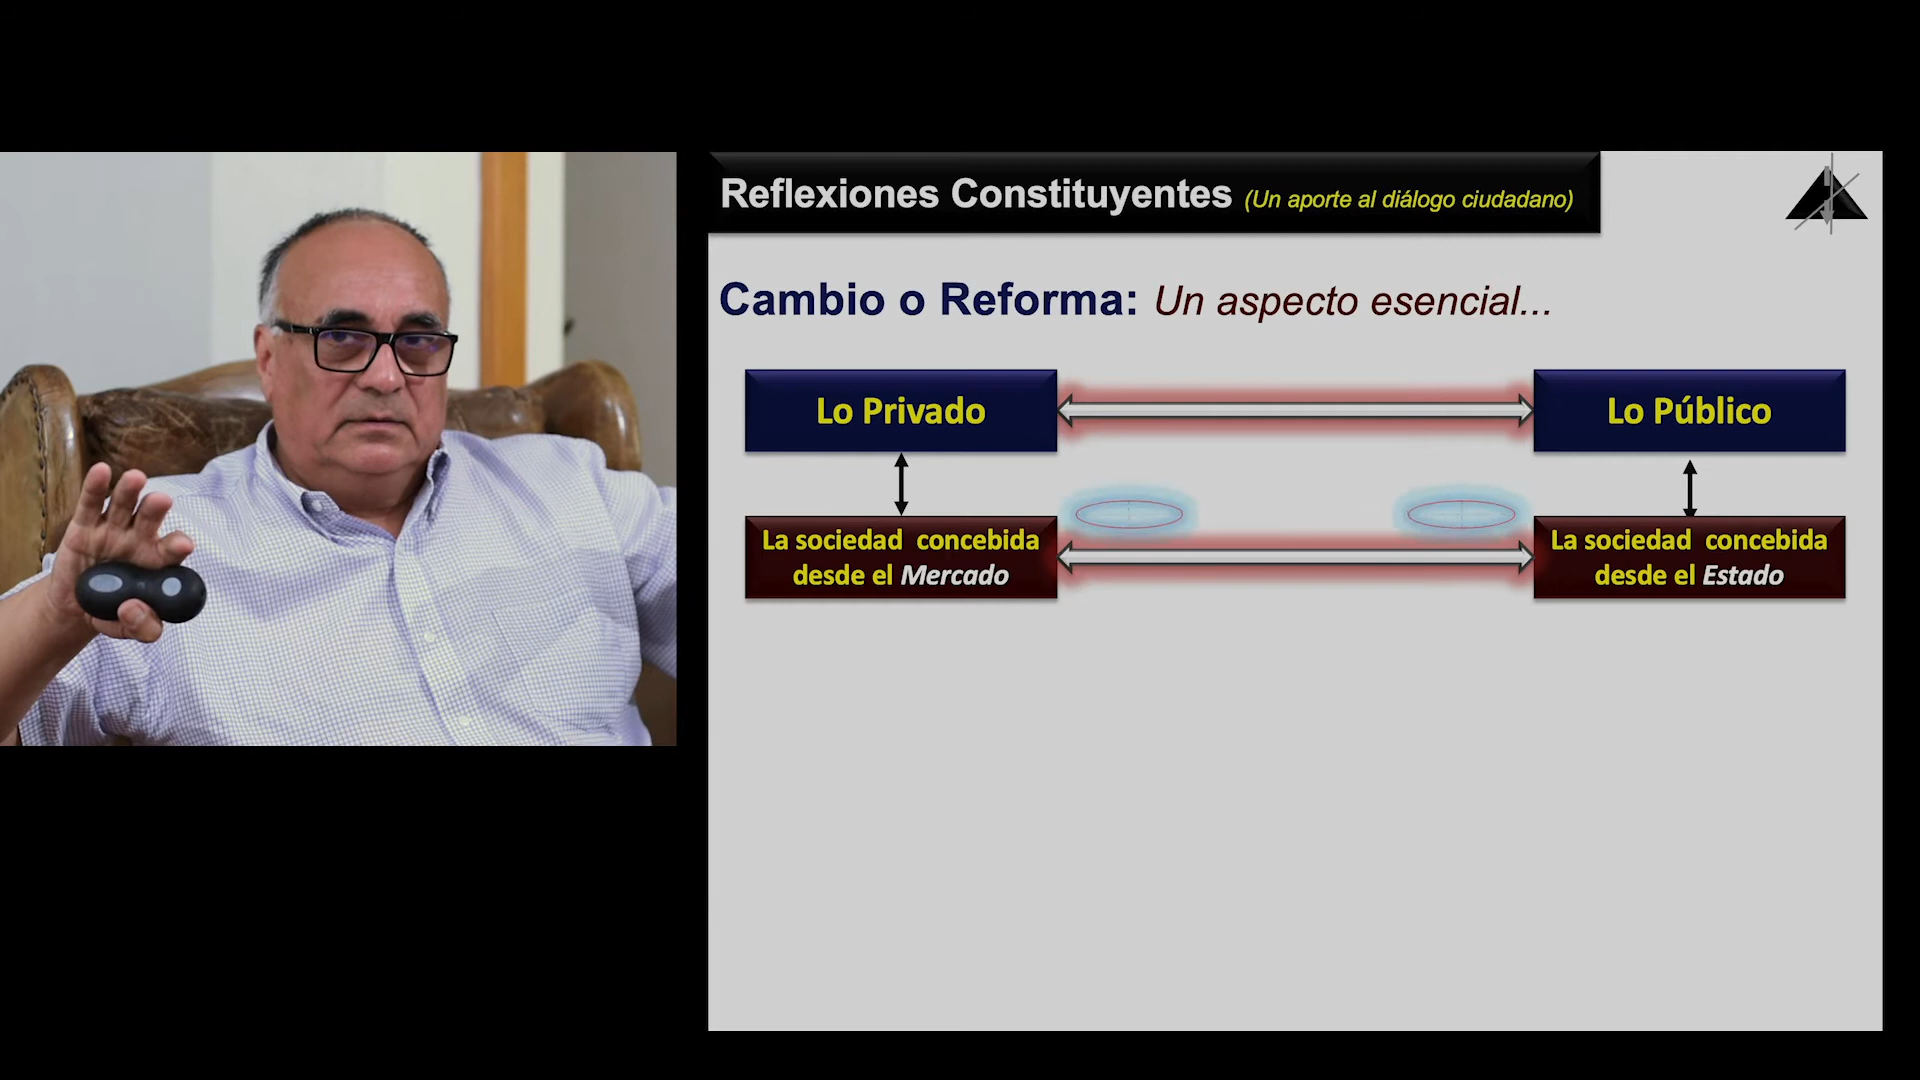 Reflexiones Constituyentes (Un aporte al diálogo ciudadano)
Cambio o Reforma: Un aspecto esencial...
Lo Privado
Lo Público
La sociedad concebida
desde el Mercado
La sociedad concebida
desde el Estado